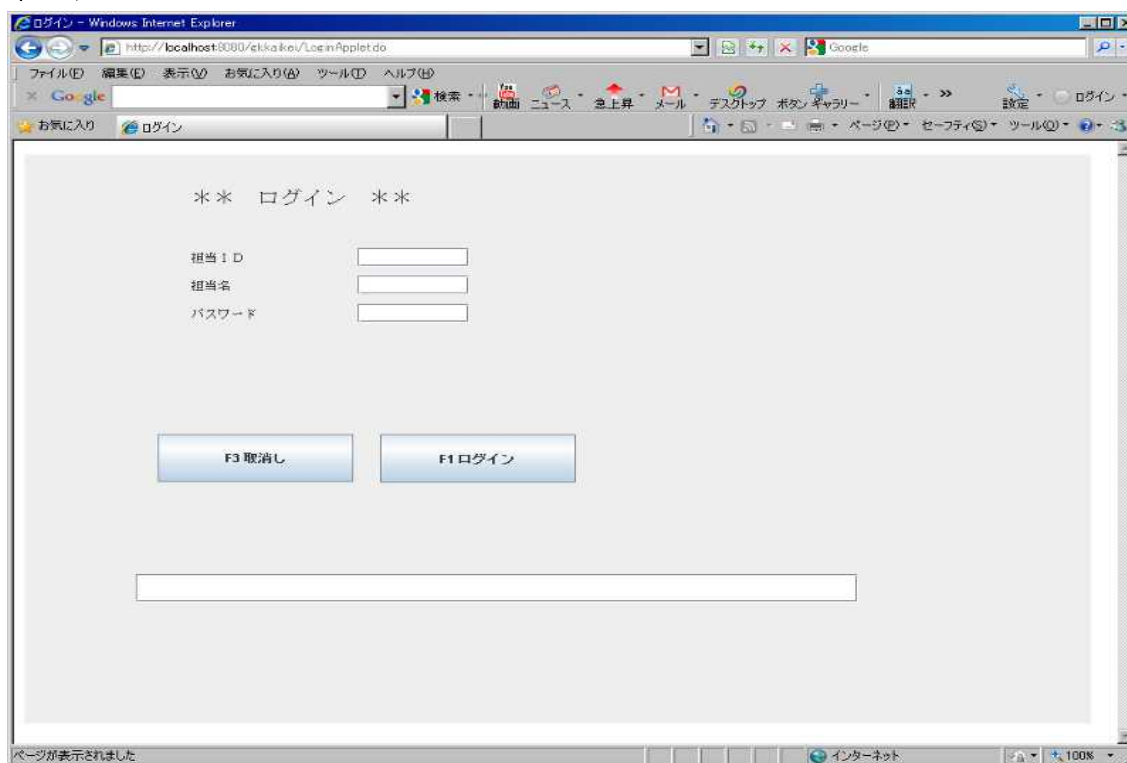 ログイン - Windows Internet Explorer
http://localhost:8080/ekkaikei/LoginApplet.do
Google
ファイル(F) 編集(E) 表示(V) お気に入り(A) ツール(T) ヘルプ(H)
Google 検索 動画 ニュース 急上昇 メール デスクトップ ボタン ギャラリー 翻訳 » 設定 ログイン
お気に入り ログイン ページ(P) セーフティ(S) ツール(O)
** ログイン **
担当ID
担当名
パスワード
F3 取消し F1 ログイン
ページが表示されました インターネット 100%